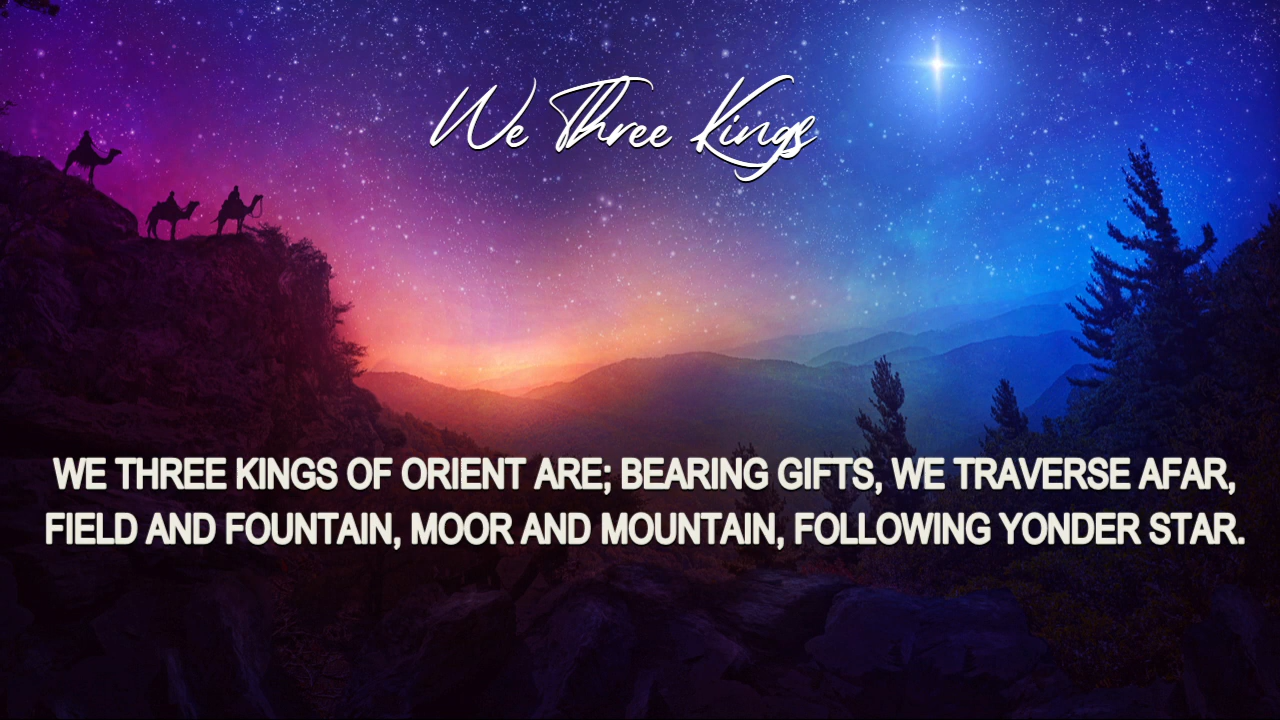 We Three Kings
WE THREE KINGS OF ORIENT ARE; BEARING GIFTS, WE TRAVERSE AFAR,
FIELD AND FOUNTAIN, MOOR AND MOUNTAIN, FOLLOWING YONDER STAR.